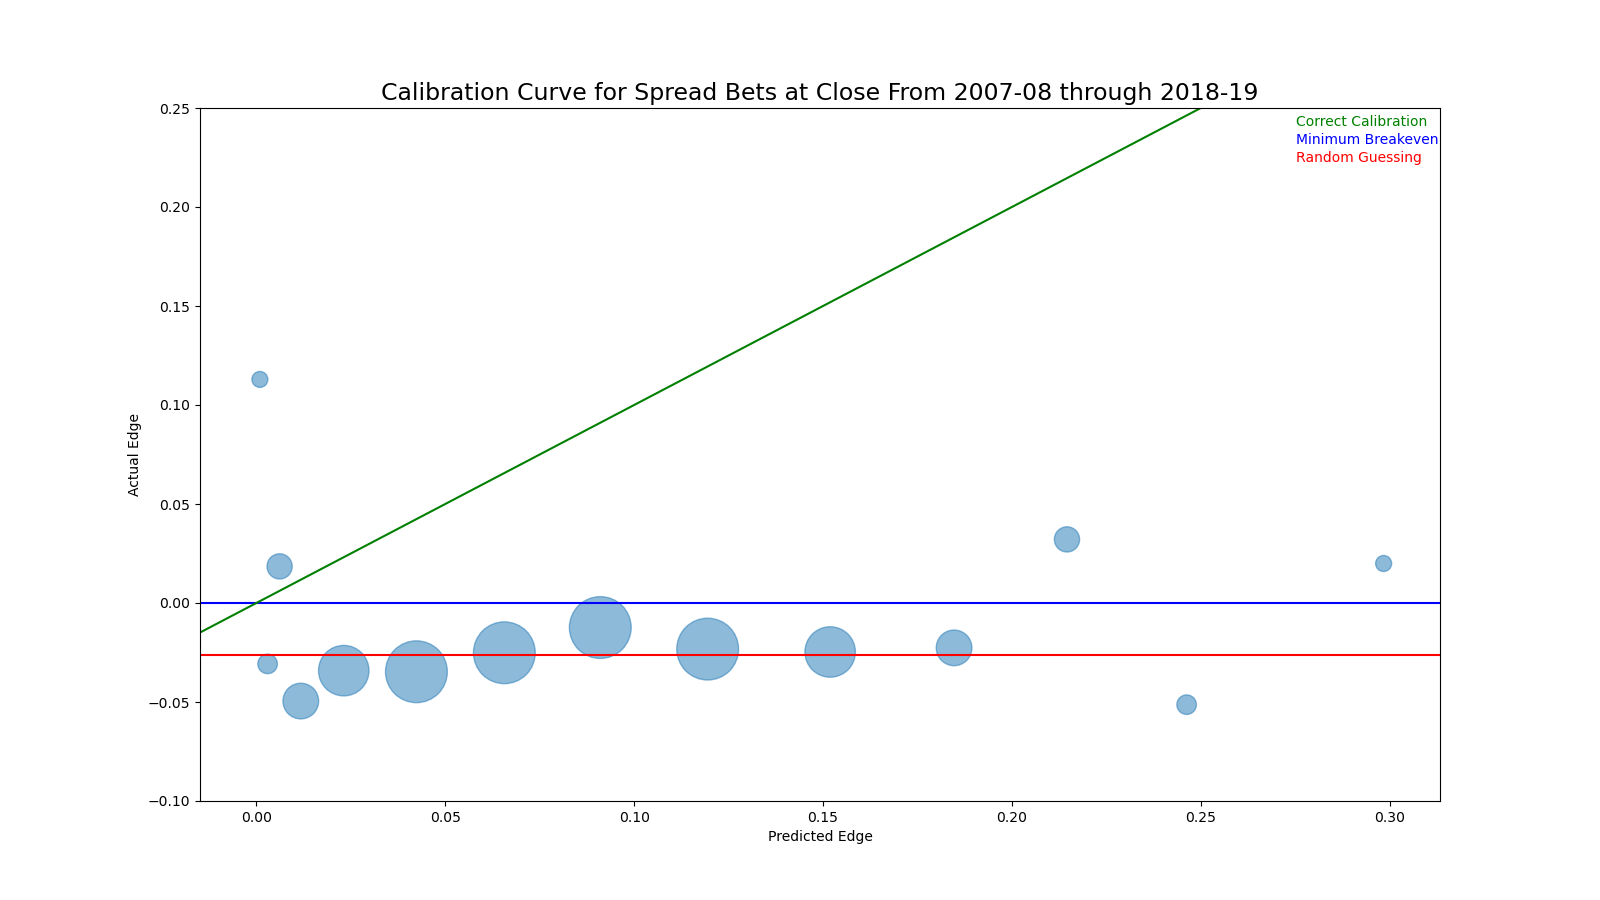 Calibration Curve for Spread Bets at Close From 2007-08 through 2018-19
Correct Calibration
Minimum Breakeven
Random Guessing
0.25
0.20
0.15
0.10
0.05
0.00
−0.05
−0.10
Actual Edge
0.00 0.05 0.10 0.15 0.20 0.25 0.30
Predicted Edge